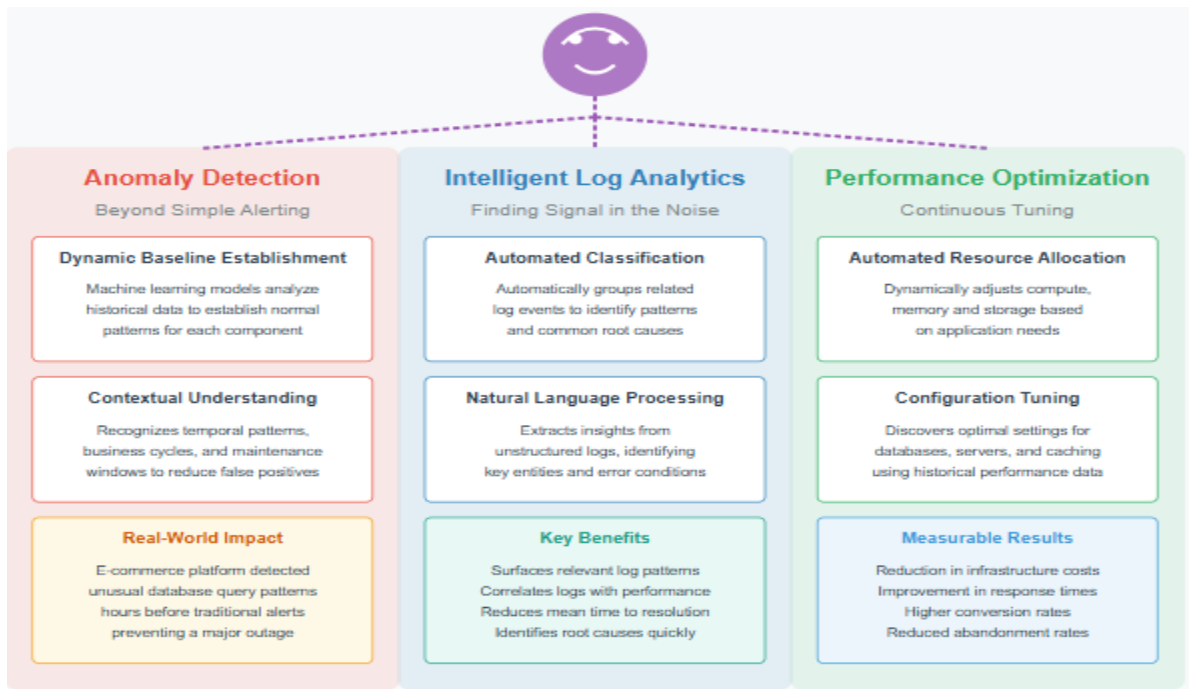 Anomaly Detection
Beyond Simple Alerting
Dynamic Baseline Establishment
Machine learning models analyze
historical data to establish normal
patterns for each component
Contextual Understanding
Recognizes temporal patterns,
business cycles, and maintenance
windows to reduce false positives
Real-World Impact
E-commerce platform detected
unusual database query patterns
hours before traditional alerts
preventing a major outage
Intelligent Log Analytics
Finding Signal in the Noise
Automated Classification
Automatically groups related
log events to identify patterns
and common root causes
Natural Language Processing
Extracts insights from
unstructured logs, identifying
key entities and error conditions
Key Benefits
Surfaces relevant log patterns
Correlates logs with performance
Reduces mean time to resolution
Identifies root causes quickly
Performance Optimization
Continuous Tuning
Automated Resource Allocation
Dynamically adjusts compute,
memory and storage based
on application needs
Configuration Tuning
Discovers optimal settings for
databases, servers, and caching
using historical performance data
Measurable Results
Reduction in infrastructure costs
Improvement in response times
Higher conversion rates
Reduced abandonment rates